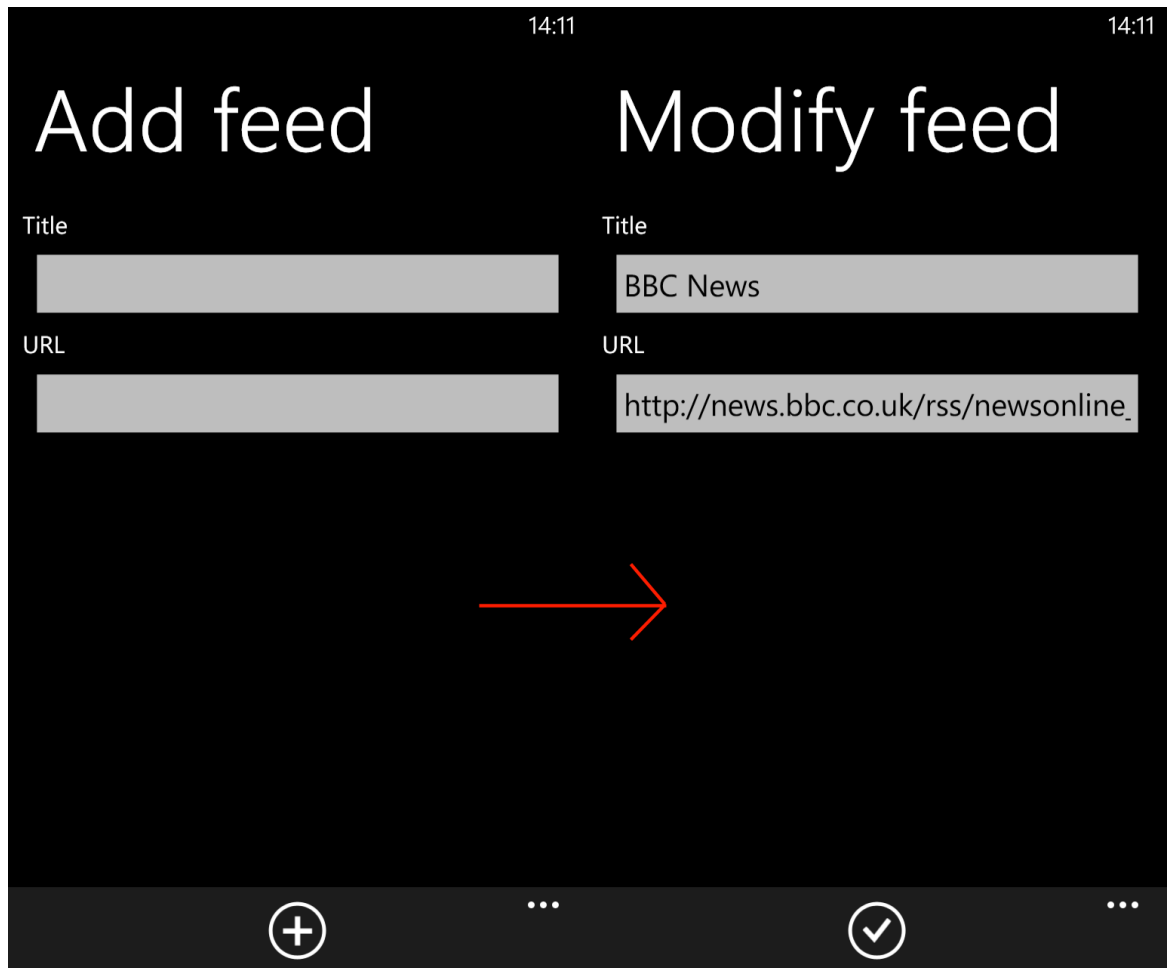 14:11
Add feed
Title
URL
14:11
Modify feed
Title
BBC News
URL
http://news.bbc.co.uk/rss/newsonline_